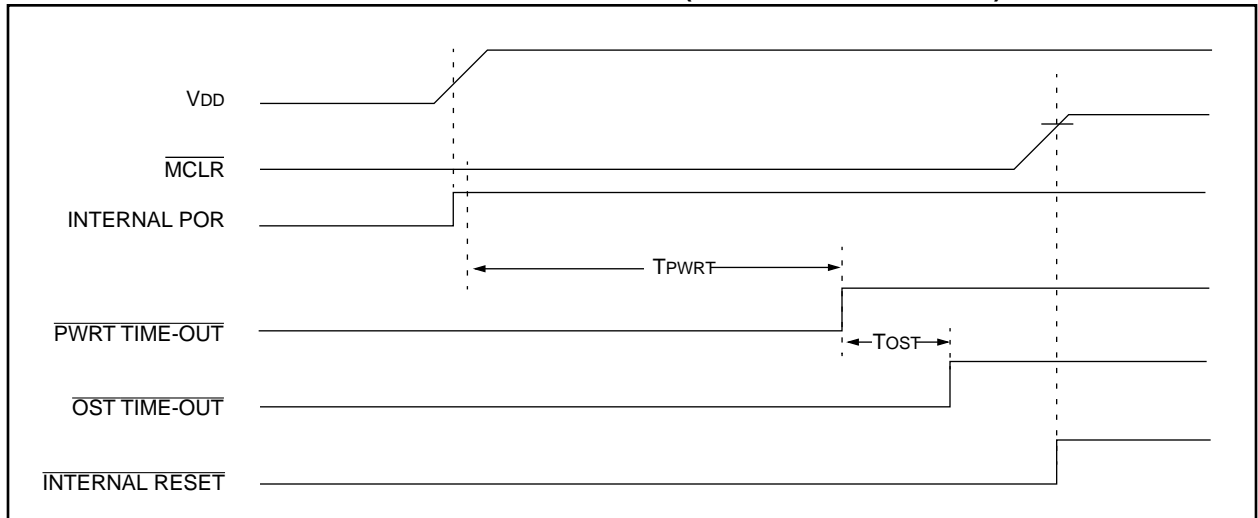 VDD
MCLR
INTERNAL POR
TPWRT
PWRT TIME-OUT
TOST
OST TIME-OUT
INTERNAL RESET